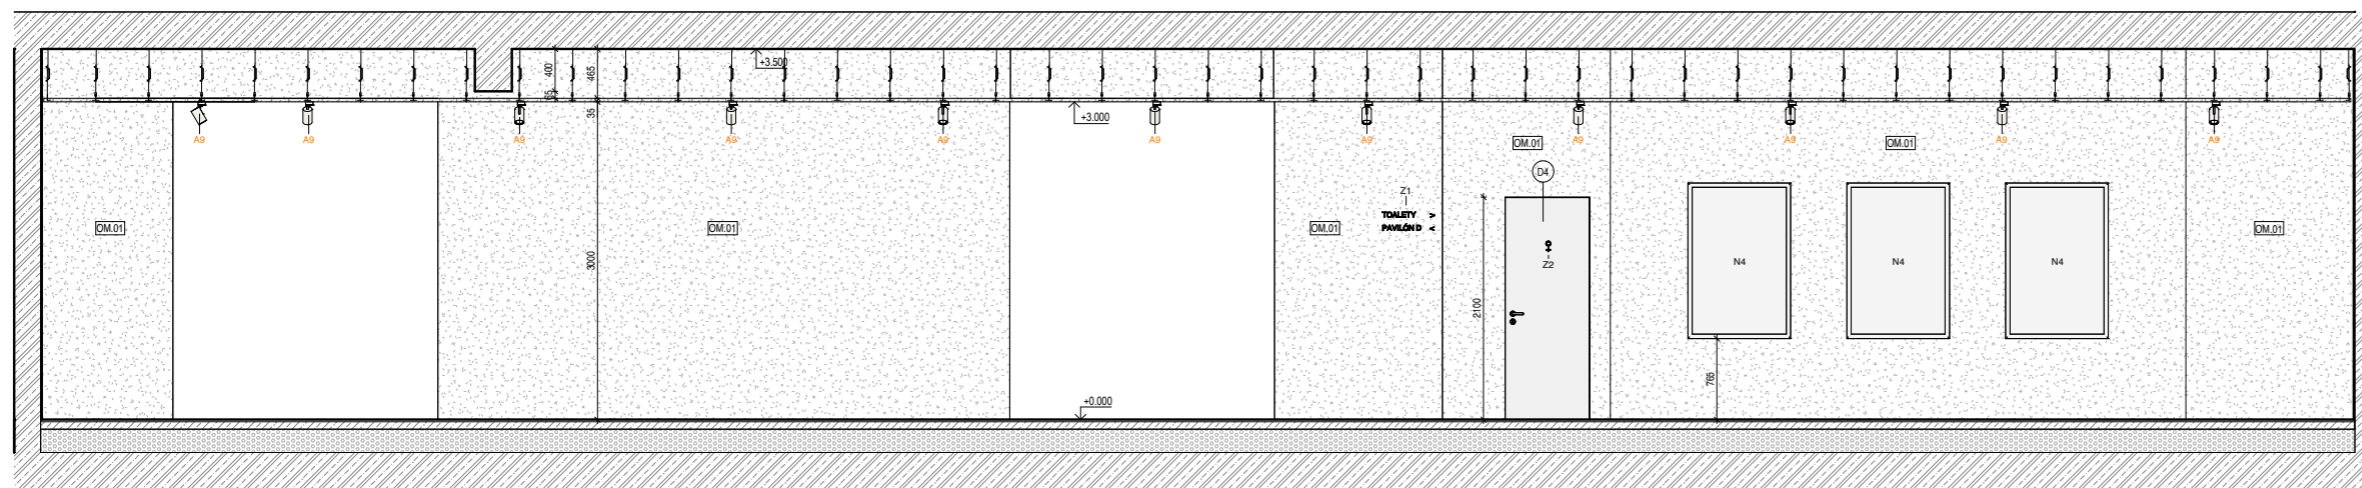 400
465
+3.500
35
35
+3.000
A9
A9
A9
A9
A9
A9
A9
A9
A9
A9
A9
OM.01
OM.01
D4
Z1
TOALETY >
PAVILÓN D <
OM.01
OM.01
OM.01
OM.01
Z2
N4
N4
N4
3000
2100
765
+0.000